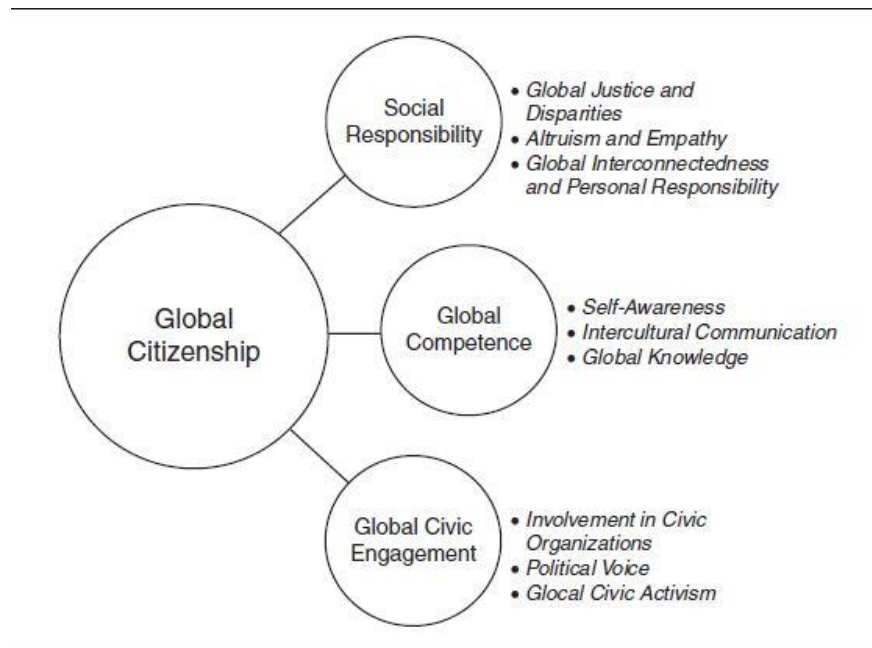 Social
Responsibility
• Global Justice and
Disparities
• Altruism and Empathy
• Global Interconnectedness
and Personal Responsibility
Global
Citizenship
Global
Competence
• Self-Awareness
• Intercultural Communication
• Global Knowledge
Global Civic
Engagement
• Involvement in Civic
Organizations
• Political Voice
• Glocal Civic Activism